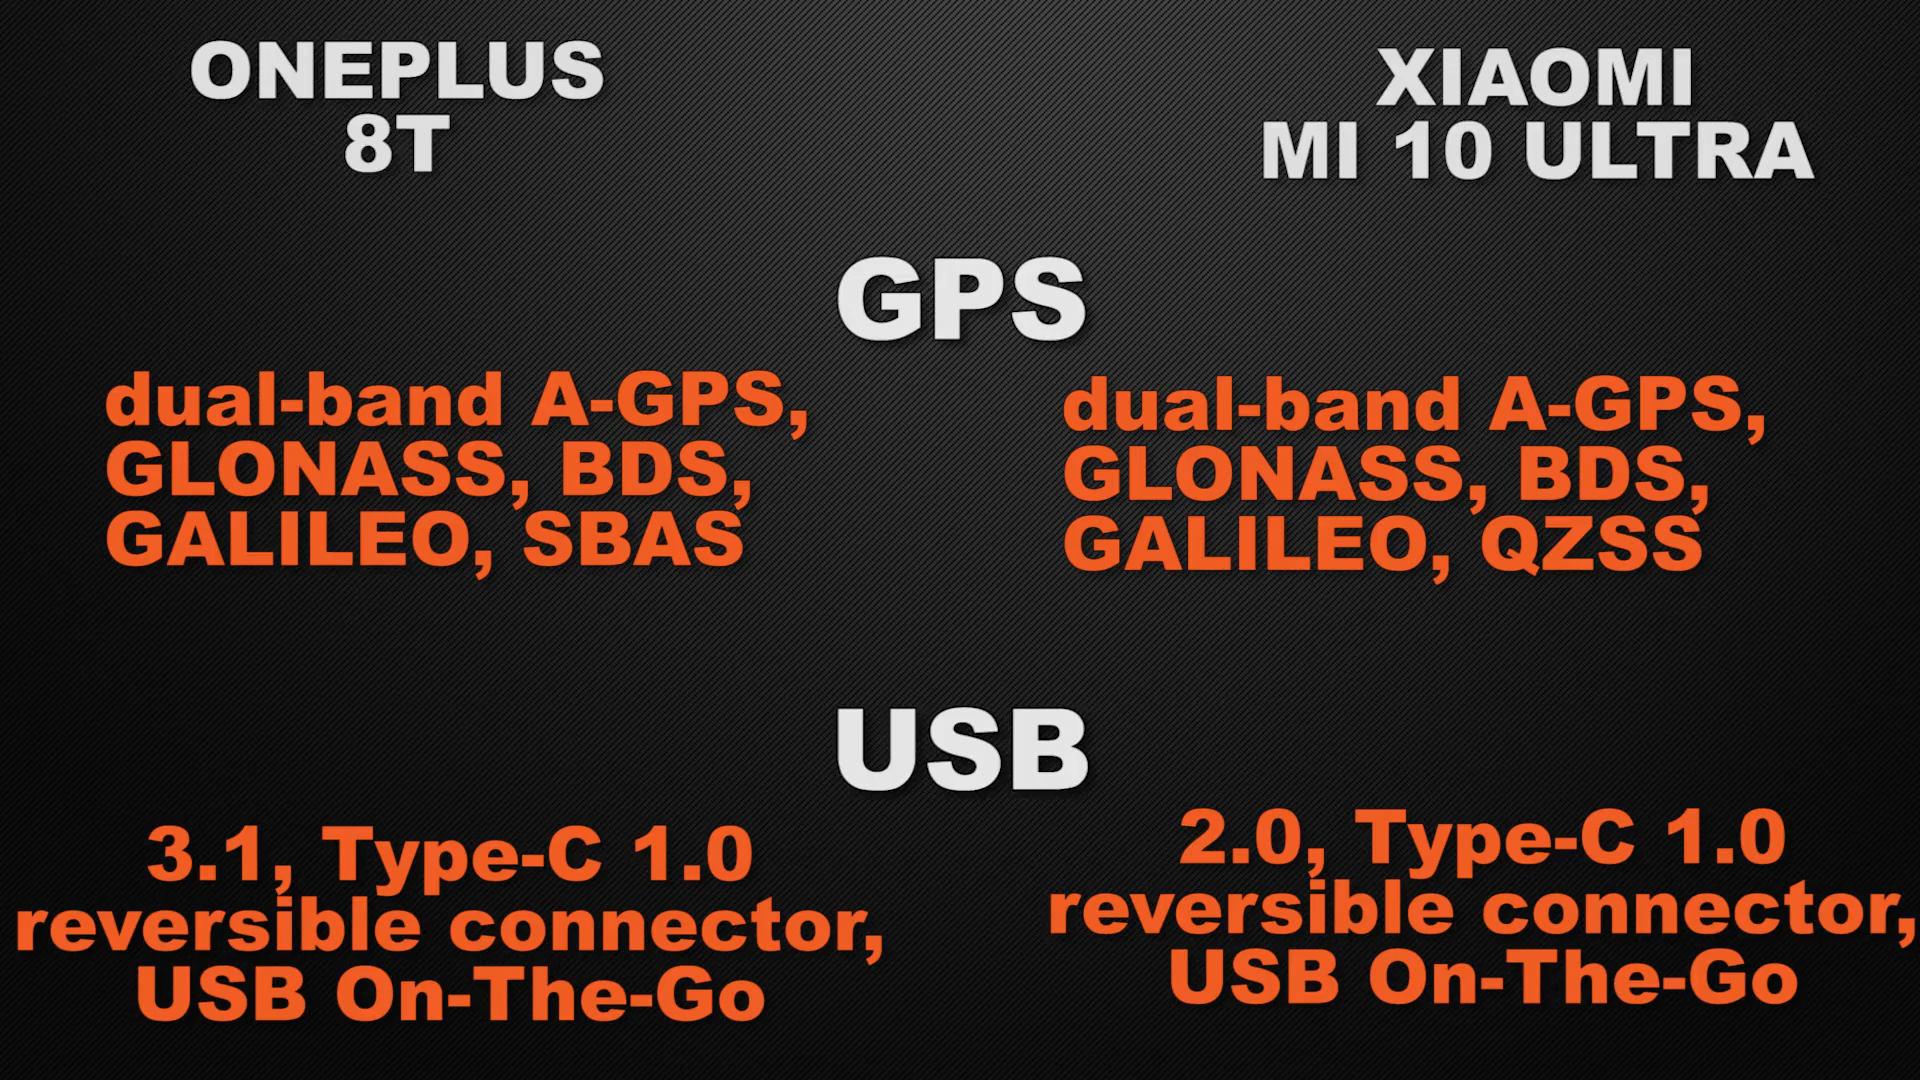 ONEPLUS
8T
XIAOMI
MI 10 ULTRA
GPS
dual-band A-GPS,
GLONASS, BDS,
GALILEO, SBAS
dual-band A-GPS,
GLONASS, BDS,
GALILEO, QZSS
USB
3.1, Type-C 1.0
reversible connector,
USB On-The-Go
2.0, Type-C 1.0
reversible connector,
USB On-The-Go